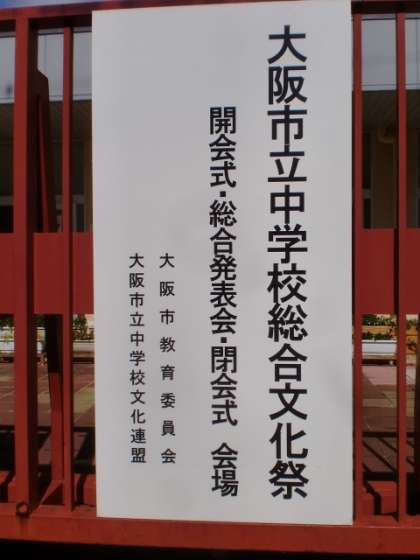 大阪市立中学校総合文化祭
開会式・総合発表会・閉会式　会場
大阪市教育委員会
大阪市立中学校文化連盟